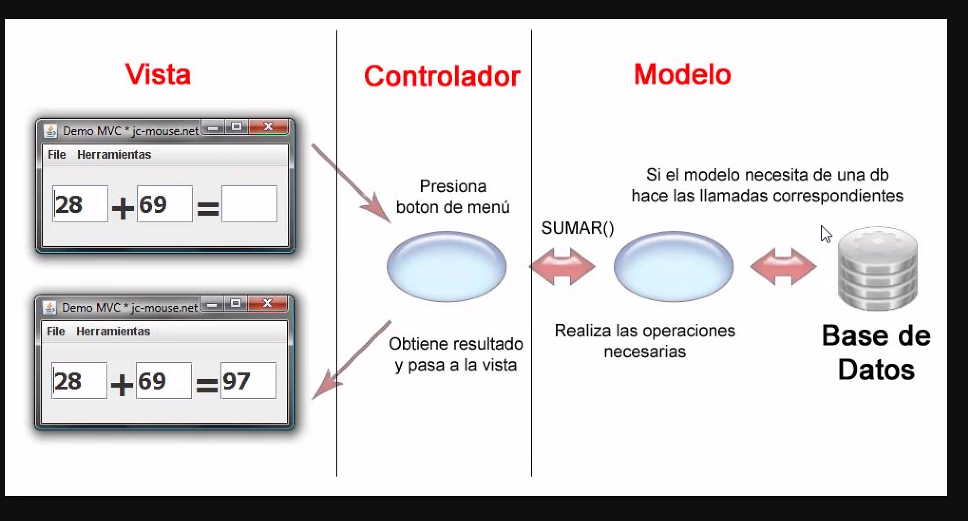 Vista
Controlador
Modelo
Demo MVC * jc-mouse.net
File Herramientas
28 + 69 =
Presiona
boton de menú
SUMAR()
Si el modelo necesita de una db
hace las llamadas correspondientes
Demo MVC * jc-mouse.net
File Herramientas
28 + 69 = 97
Obtiene resultado
y pasa a la vista
Realiza las operaciones
necesarias
Base de
Datos